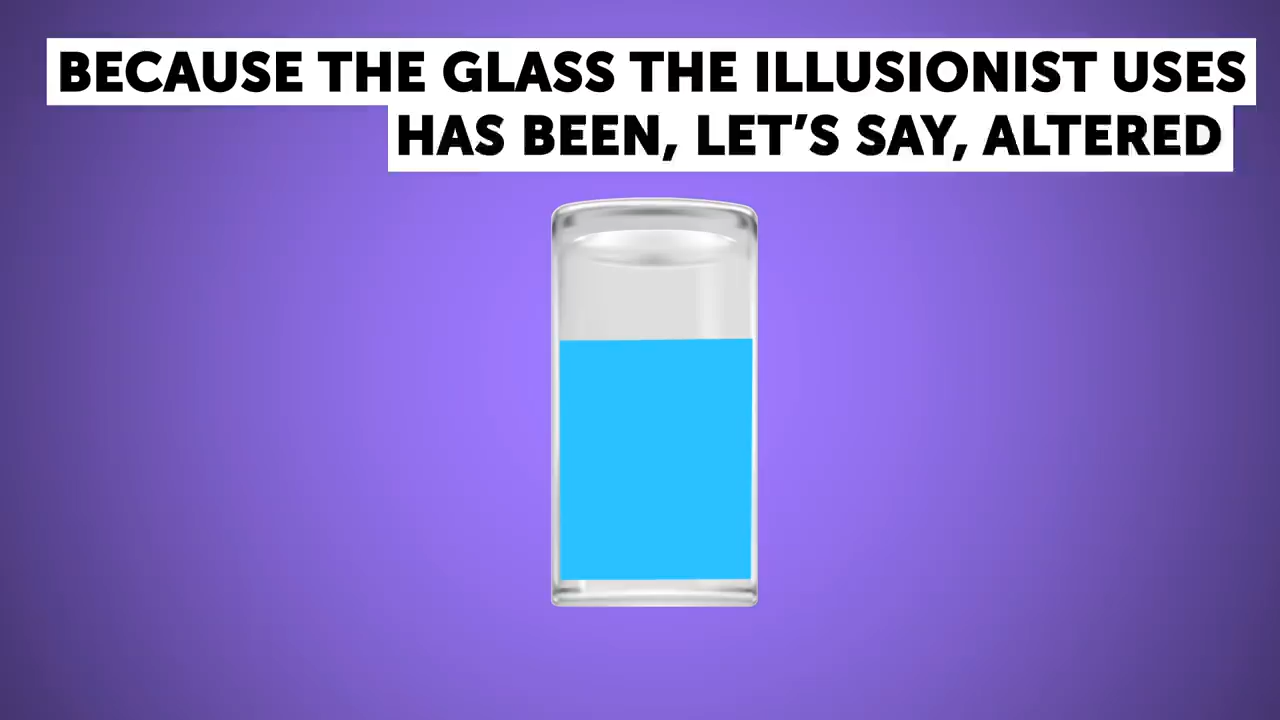 BECAUSE THE GLASS THE ILLUSIONIST USES
HAS BEEN, LET’S SAY, ALTERED